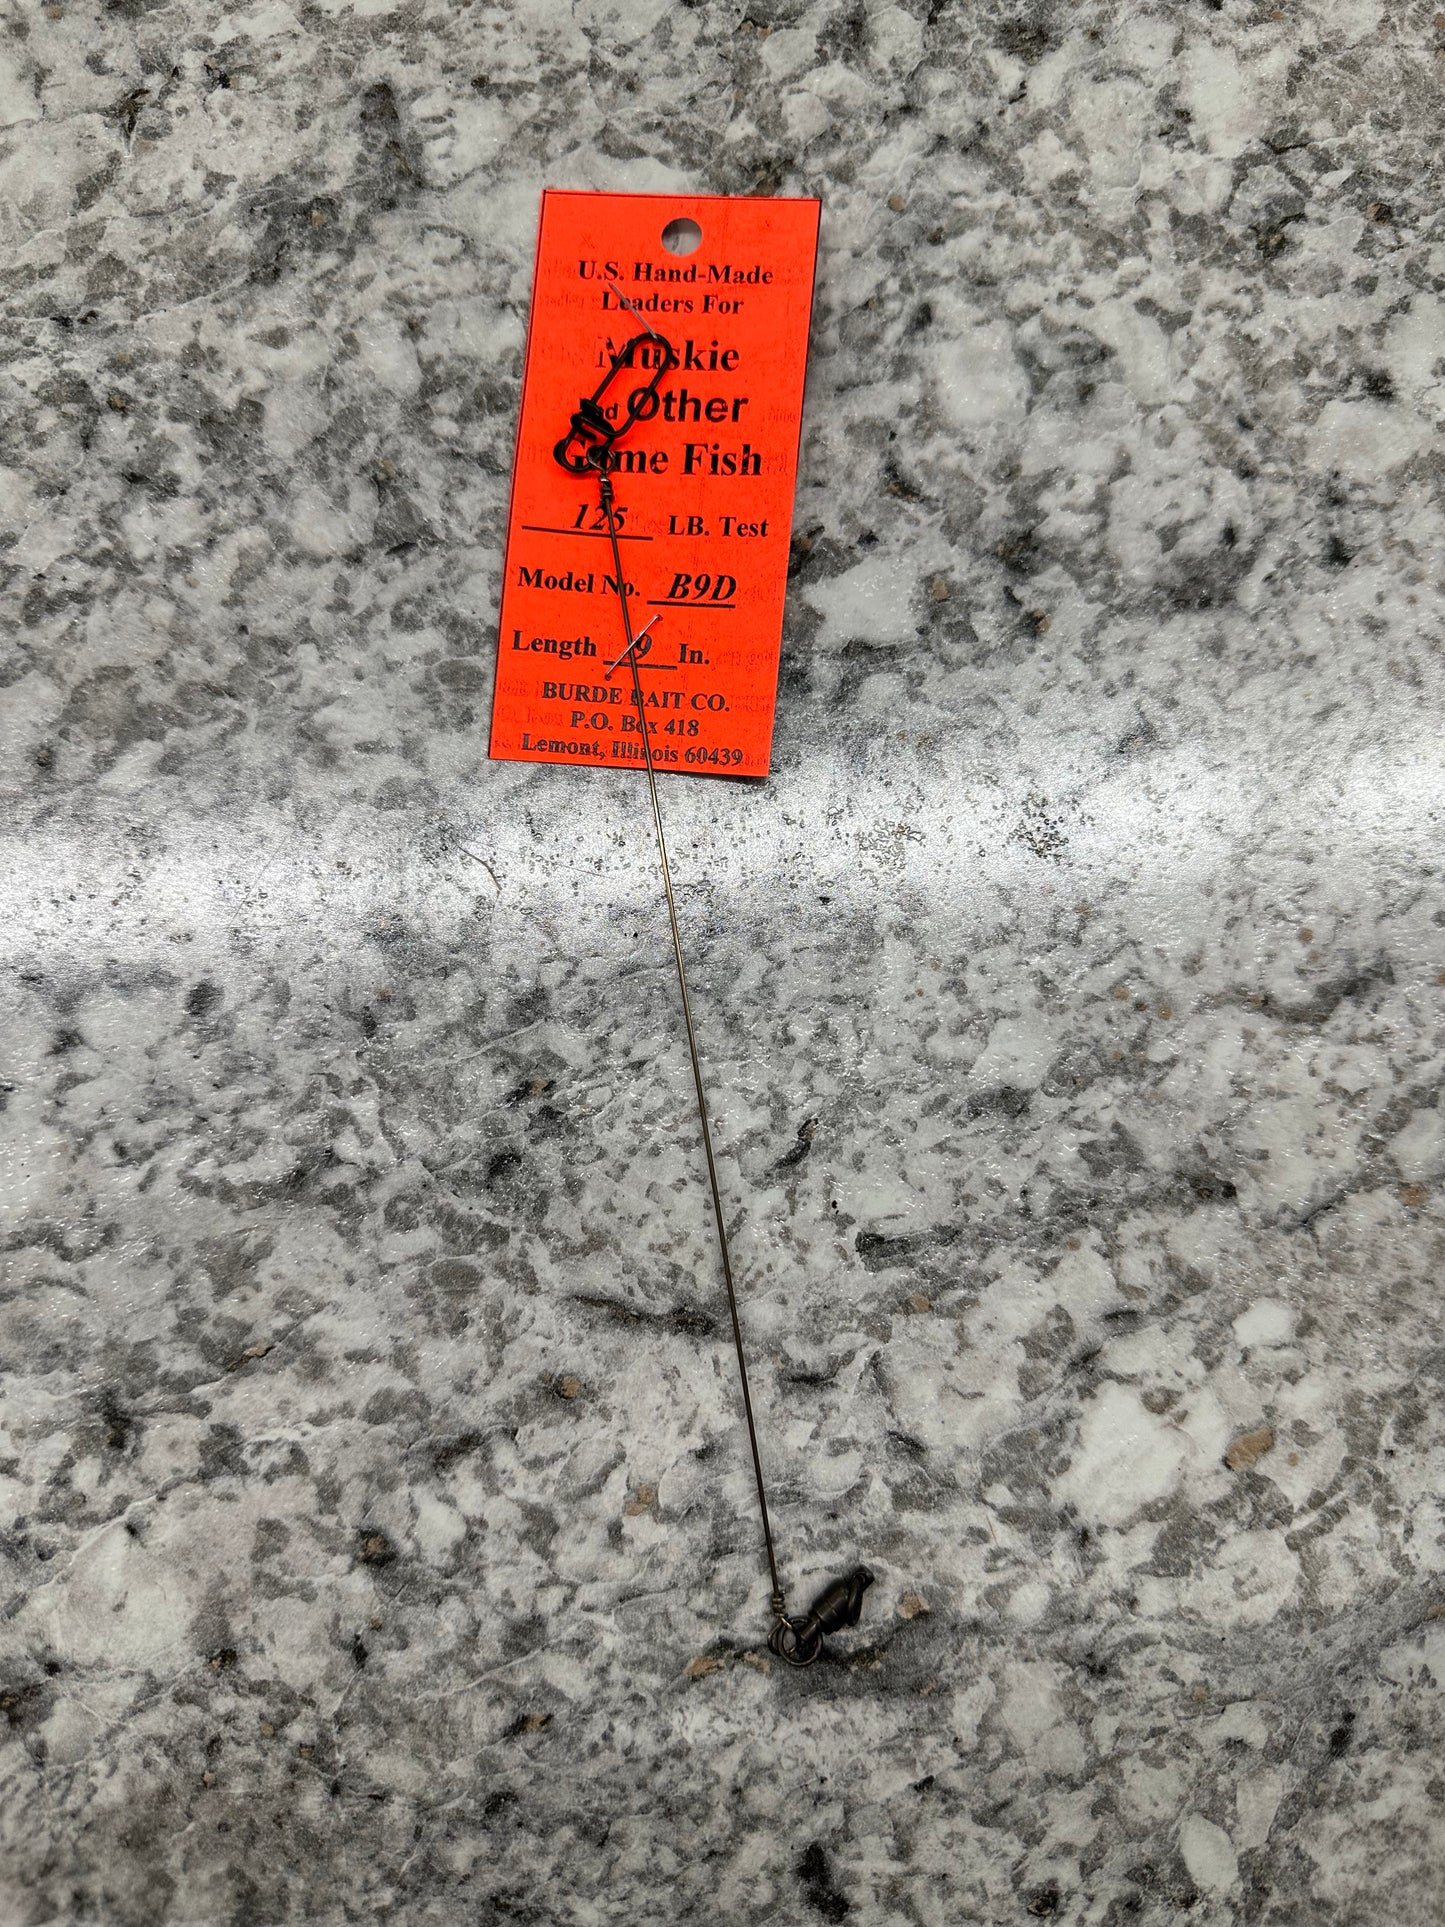 U.S. Hand-Made
Leaders For
Muskie
and Other
Game Fish
125 LB. Test
Model No. B9D
Length 9 In.
BURDE BAIT CO.
P.O. Box 418
Lemont, Illinois 60439